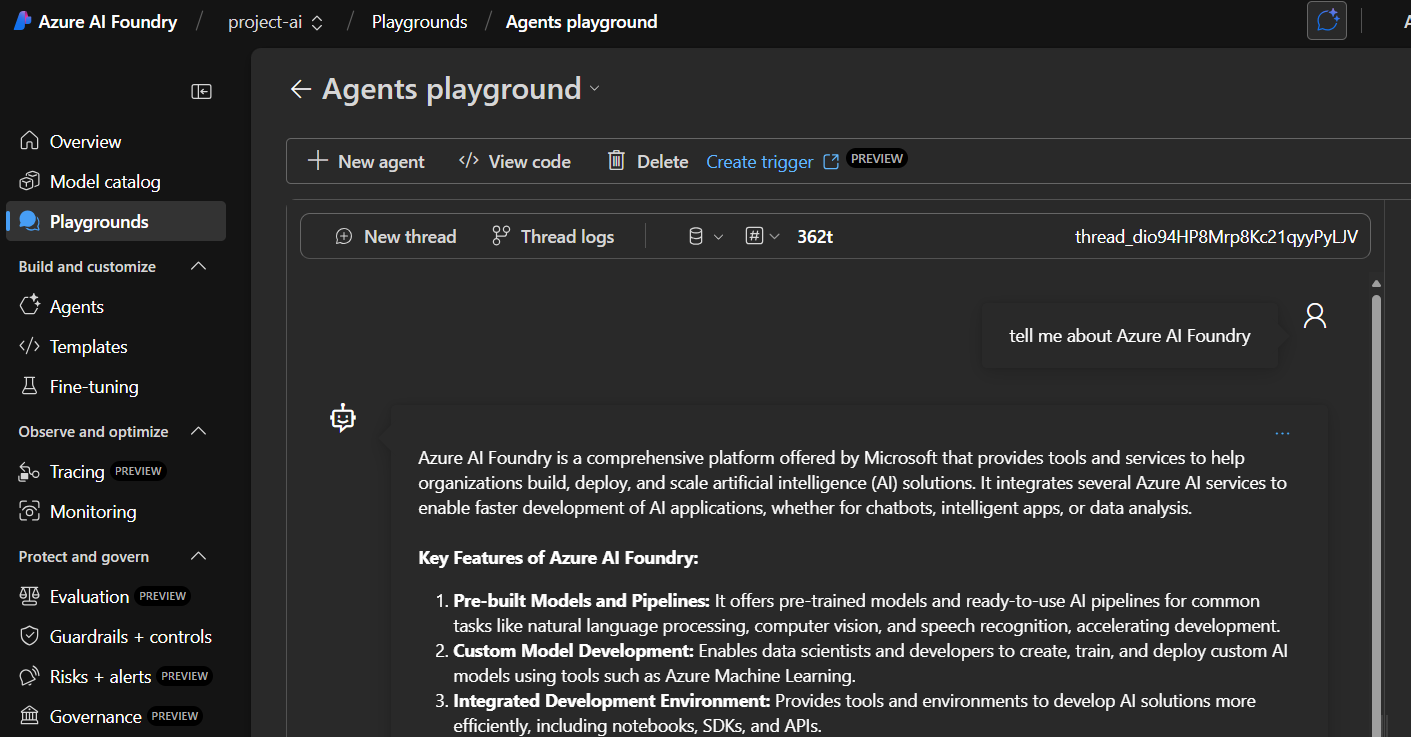 Azure AI Foundry / project-ai / Playgrounds / Agents playground
Agents playground
Overview
Model catalog
Playgrounds
Build and customize
Agents
Templates
Fine-tuning
Observe and optimize
Tracing PREVIEW
Monitoring
Protect and govern
Evaluation PREVIEW
Guardrails + controls
Risks + alerts PREVIEW
Governance PREVIEW
New agent View code Delete Create trigger PREVIEW
New thread Thread logs 362t thread_dio94HP8Mrp8Kc21qyyPyLJV
tell me about Azure AI Foundry
Azure AI Foundry is a comprehensive platform offered by Microsoft that provides tools and services to help
organizations build, deploy, and scale artificial intelligence (AI) solutions. It integrates several Azure AI services to
enable faster development of AI applications, whether for chatbots, intelligent apps, or data analysis.
Key Features of Azure AI Foundry:
1. Pre-built Models and Pipelines: It offers pre-trained models and ready-to-use AI pipelines for common
tasks like natural language processing, computer vision, and speech recognition, accelerating development.
2. Custom Model Development: Enables data scientists and developers to create, train, and deploy custom AI
models using tools such as Azure Machine Learning.
3. Integrated Development Environment: Provides tools and environments to develop AI solutions more
efficiently, including notebooks, SDKs, and APIs.